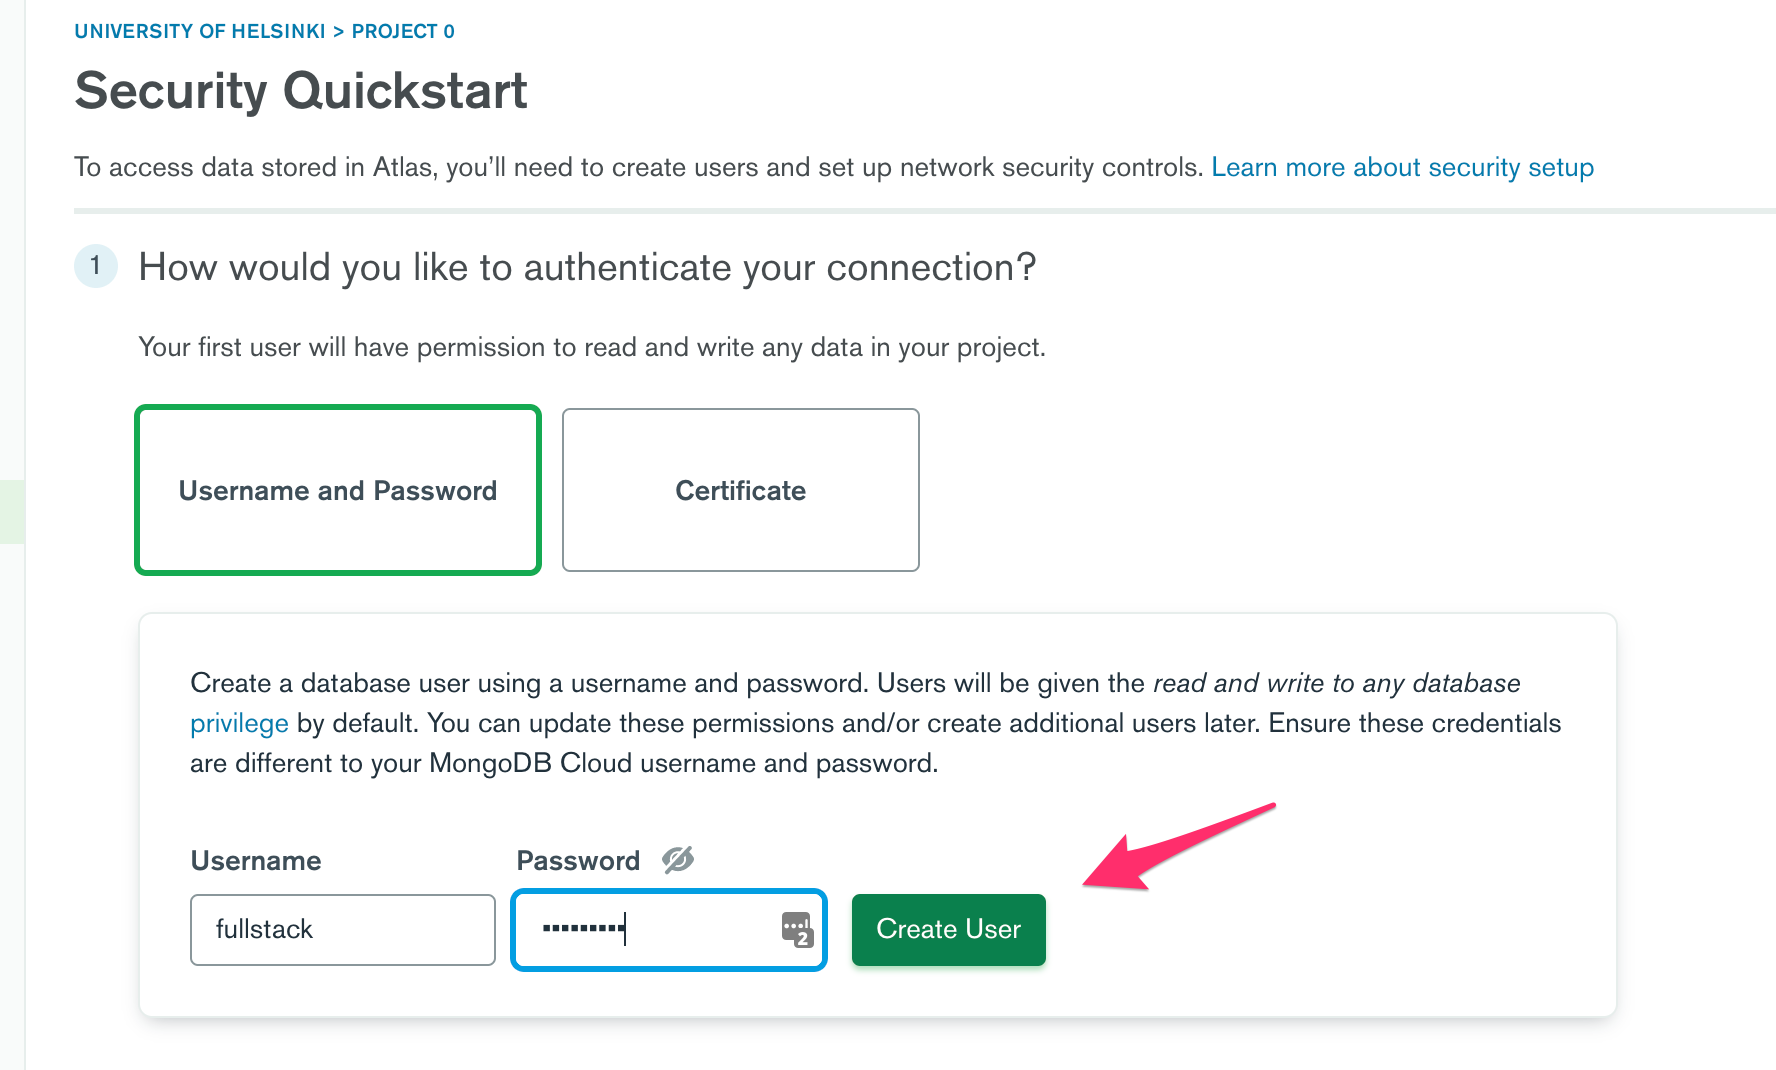 UNIVERSITY OF HELSINKI > PROJECT 0
Security Quickstart
To access data stored in Atlas, you’ll need to create users and set up network security controls. Learn more about security setup
1 How would you like to authenticate your connection?
Your first user will have permission to read and write any data in your project.
Username and Password
Certificate
Create a database user using a username and password. Users will be given the read and write to any database
privilege by default. You can update these permissions and/or create additional users later. Ensure these credentials
are different to your MongoDB Cloud username and password.
Username
Password
fullstack
2
Create User